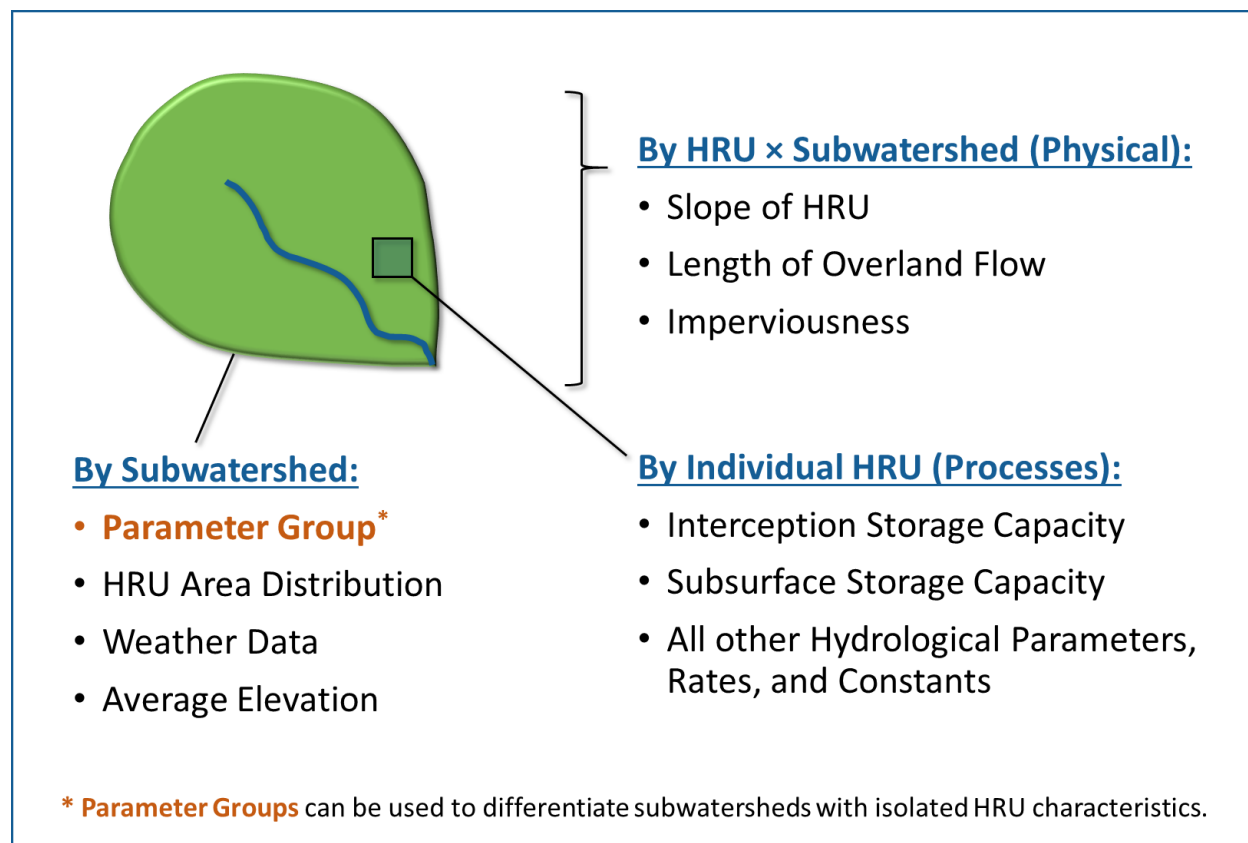 By HRU × Subwatershed (Physical):
• Slope of HRU
• Length of Overland Flow
• Imperviousness
By Subwatershed:
• Parameter Group*
• HRU Area Distribution
• Weather Data
• Average Elevation
By Individual HRU (Processes):
• Interception Storage Capacity
• Subsurface Storage Capacity
• All other Hydrological Parameters,
Rates, and Constants
* Parameter Groups can be used to differentiate subwatersheds with isolated HRU characteristics.